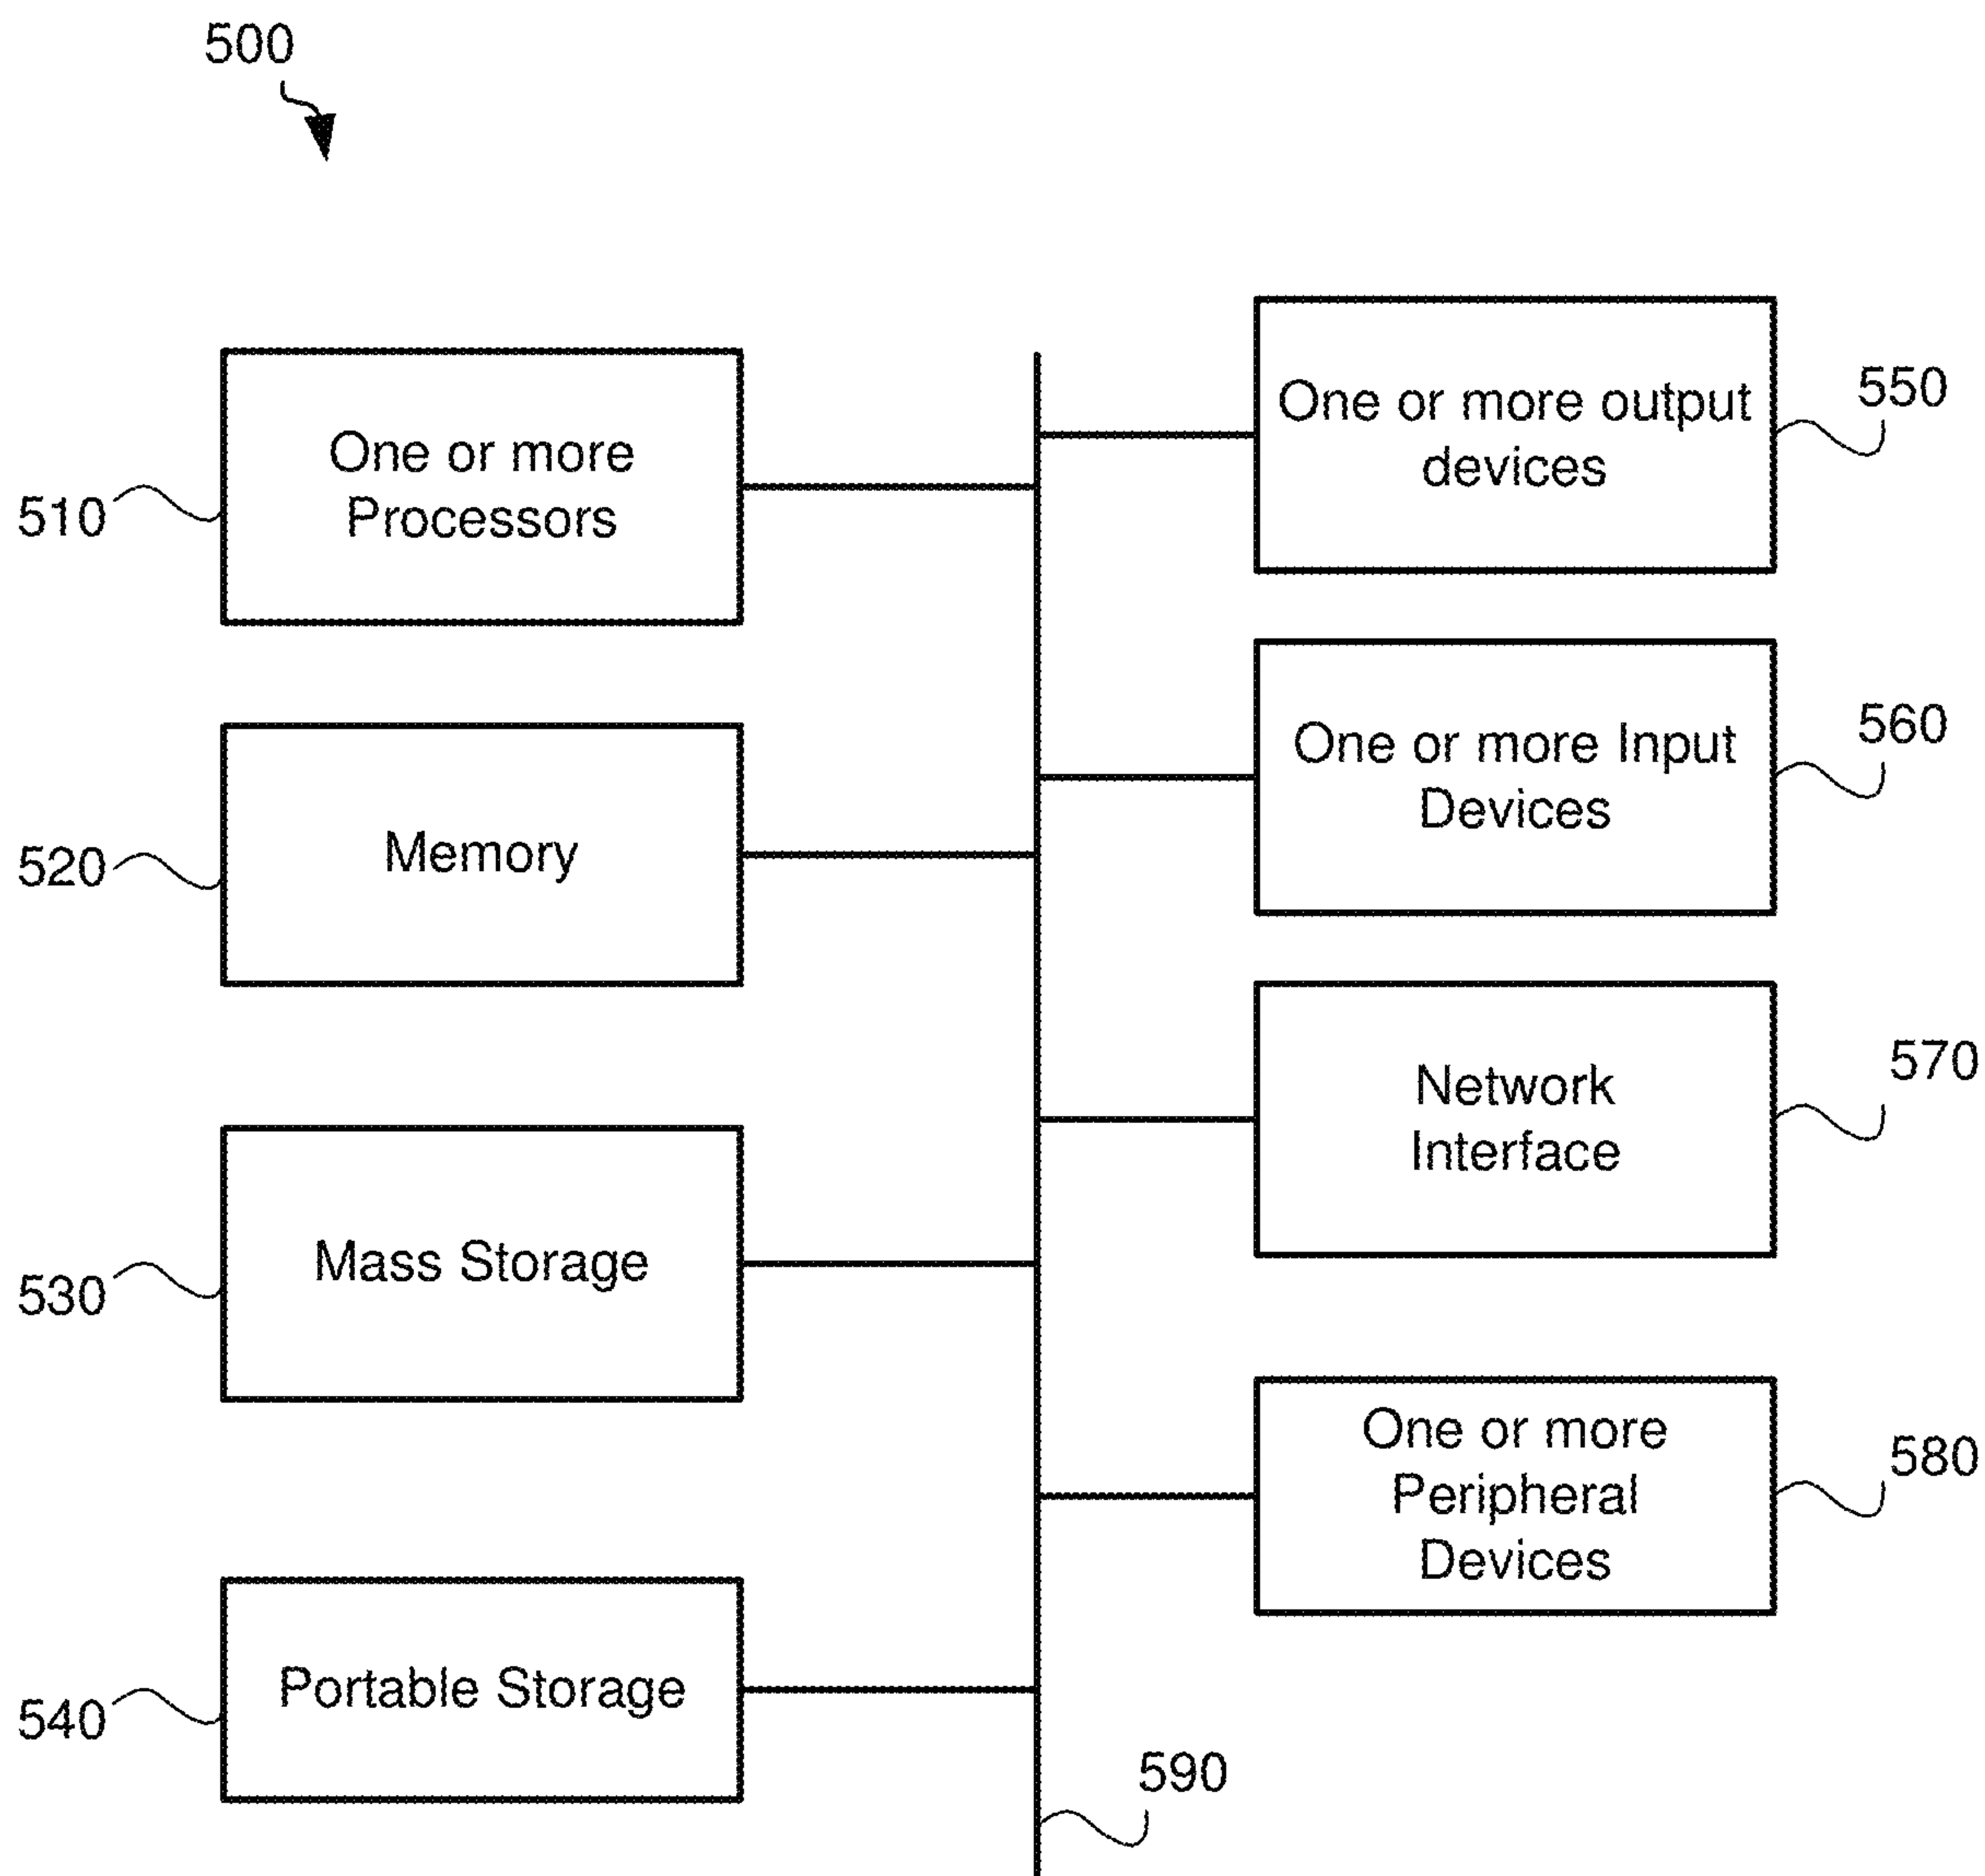 500
One or more
Processors
510
Memory
520
Mass Storage
530
Portable Storage
540
One or more output
devices
550
One or more Input
Devices
560
Network
Interface
570
One or more
Peripheral
Devices
580
590